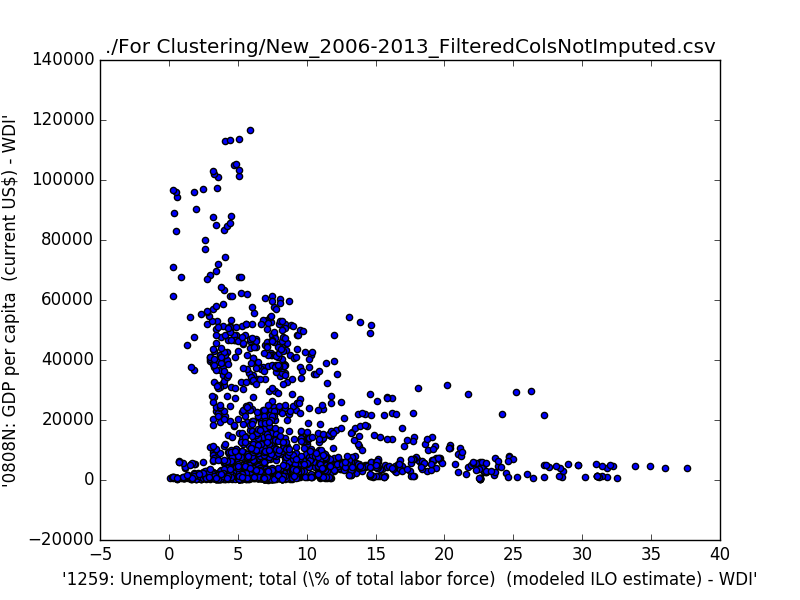 ./For Clustering/New_2006-2013_FilteredColsNotImputed.csv
140000
120000
100000
80000
60000
40000
20000
0
−20000
'0808N: GDP per capita  (current US$) - WDI'
−5 0 5 10 15 20 25 30 35 40
'1259: Unemployment; total (\% of total labor force)  (modeled ILO estimate) - WDI'